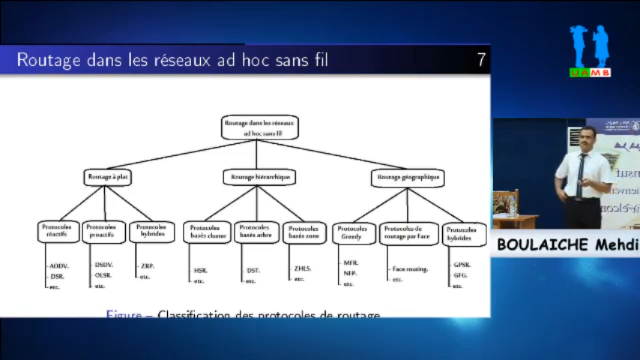 Routage dans les réseaux ad hoc sans fil
7
UAMB
Routage dans les réseaux
ad hoc sans fil
Routage à plat
Routage hiérarchique
Routage géographique
Protocoles
réactifs
Protocoles
proactifs
Protocoles
hybrides
Protocoles
basés cluster
Protocoles
basés arbre
Protocoles
basés zone
Protocoles
Greedy
Protocoles de
routage par Face
Protocoles
hybrides
- AODV.
- DSR.
- etc.
- DSDV.
- OLSR.
- etc.
- ZRP.
- etc.
- HSR.
- etc.
- DST.
- etc.
- ZHLS.
- etc.
- MFR.
- NFP.
- etc.
- Face routing.
- etc.
- GPSR.
- GFG.
- etc.
Figure – Classification des protocoles de routage
BOULAICHE Mehdi